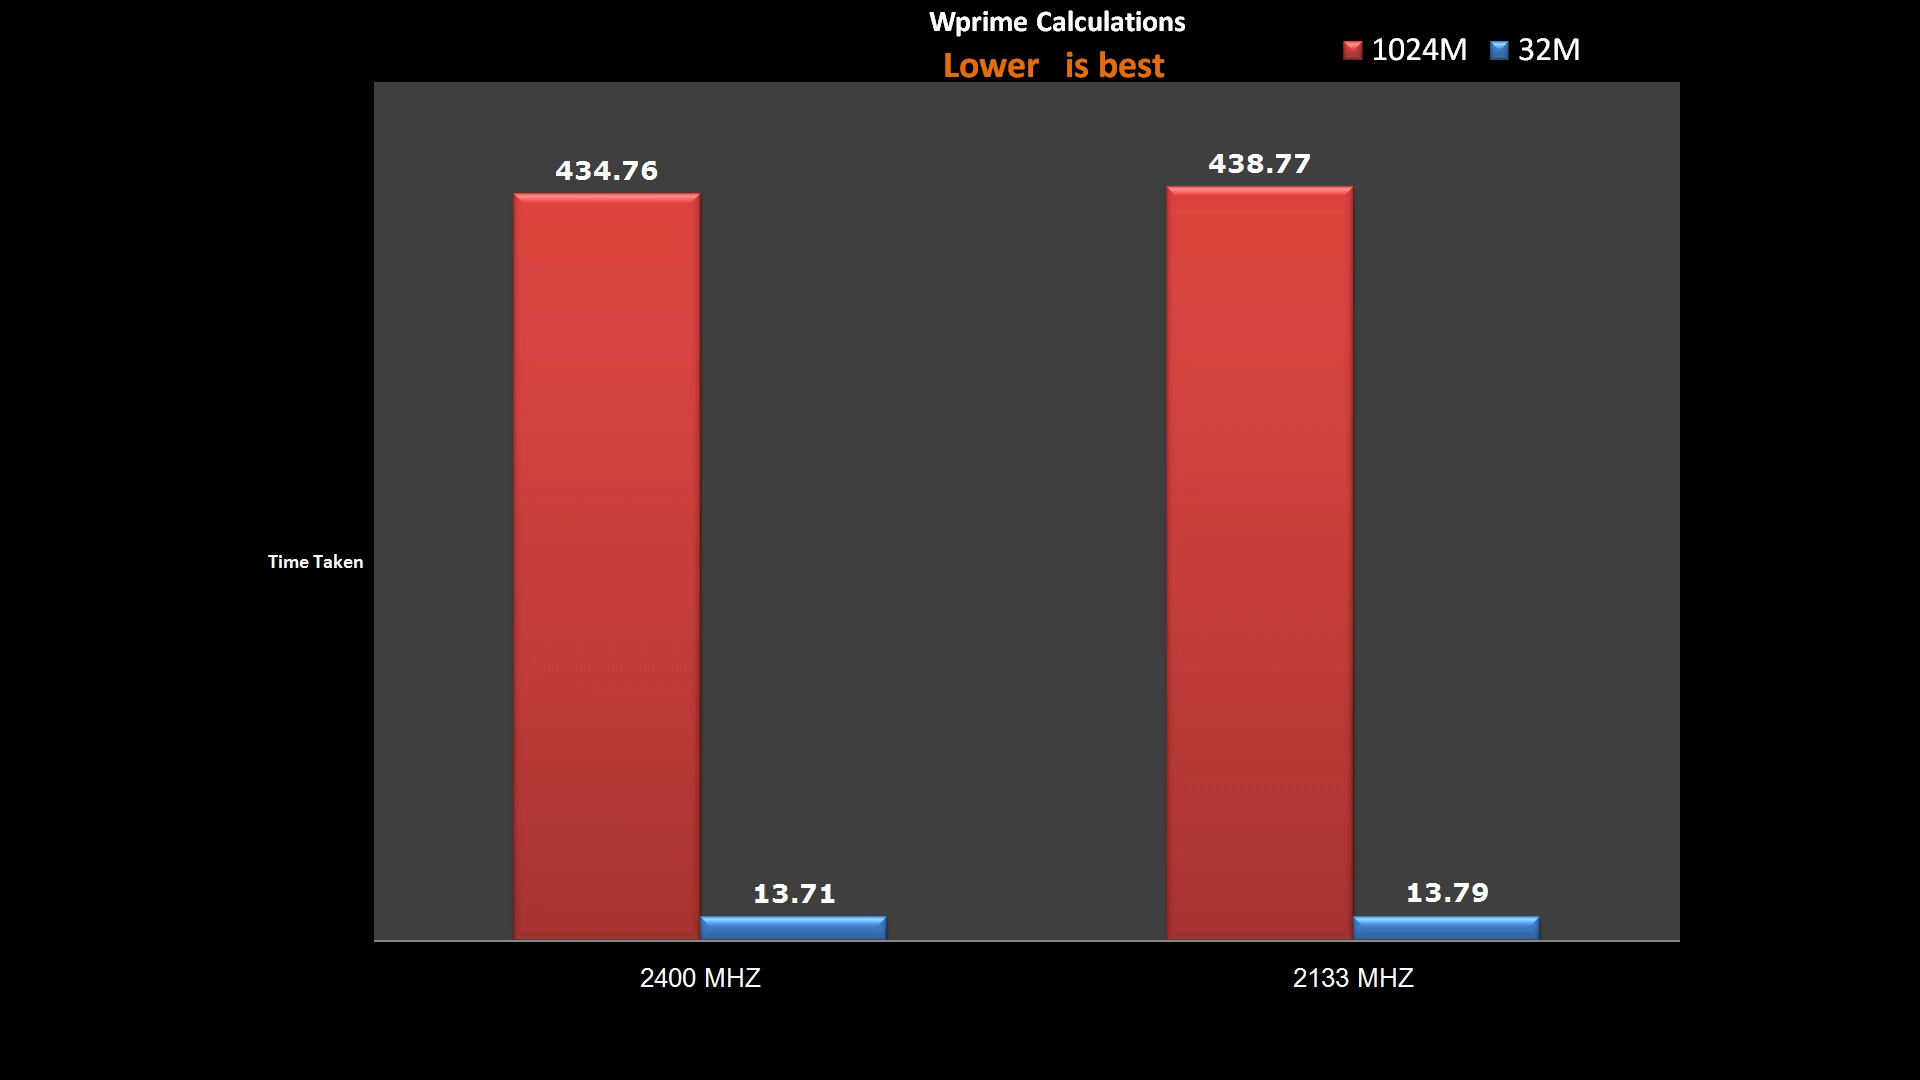 Wprime Calculations
Lower is best
1024M 32M
434.76
438.77
Time Taken
13.71
13.79
2400 MHZ
2133 MHZ